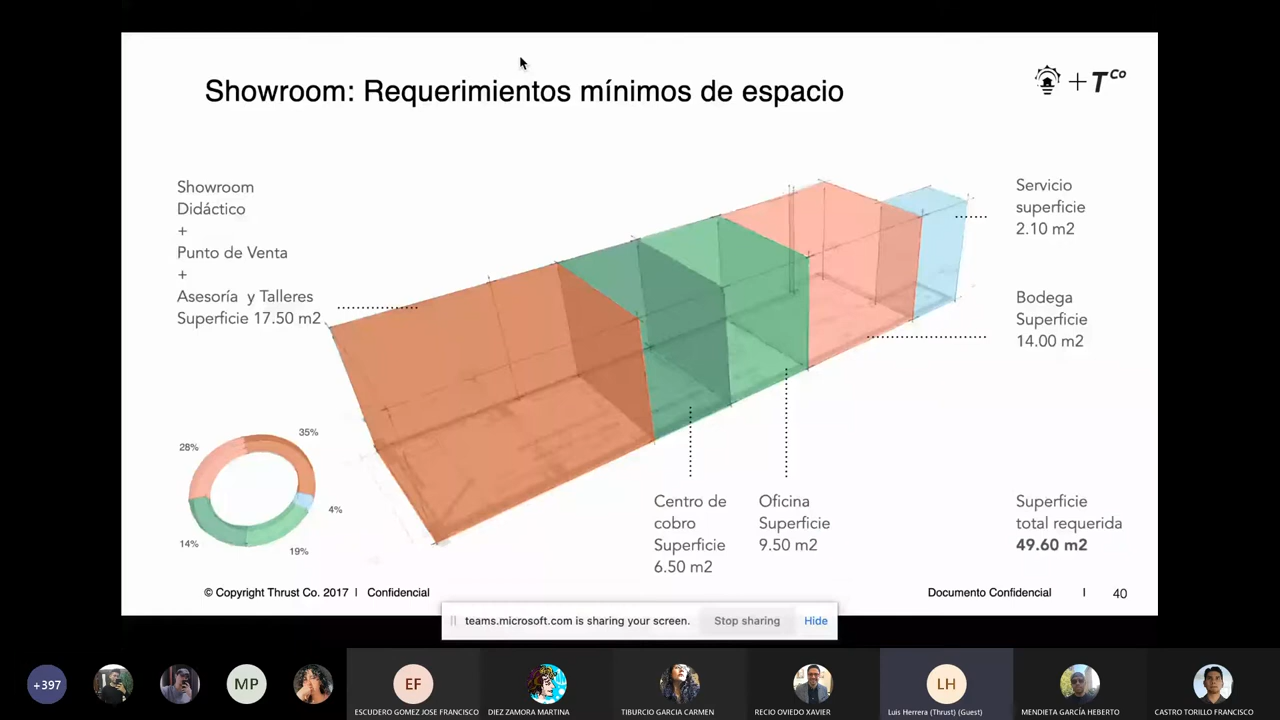 Showroom: Requerimientos mínimos de espacio
+ T Co
Showroom
Didáctico
+
Punto de Venta
+
Asesoría y Talleres
Superficie 17.50 m2
Servicio
superficie
2.10 m2
Bodega
Superficie
14.00 m2
28%
35%
4%
14%
19%
Centro de
cobro
Superficie
6.50 m2
Oficina
Superficie
9.50 m2
Superficie
total requerida
49.60 m2
© Copyright Thrust Co. 2017 | Confidencial
Documento Confidencial | 40
teams.microsoft.com is sharing your screen. Stop sharing Hide
+397
MP
EF
LH
ESCUDERO GOMEZ JOSE FRANCISCO
DIEZ ZAMORA MARTINA
TIBURCIO GARCIA CARMEN
RECIO OVIEDO XAVIER
Luis Herrera (Thrust) (Guest)
MENDIETA GARCÍA HEBERTO
CASTRO TORILLO FRANCISCO